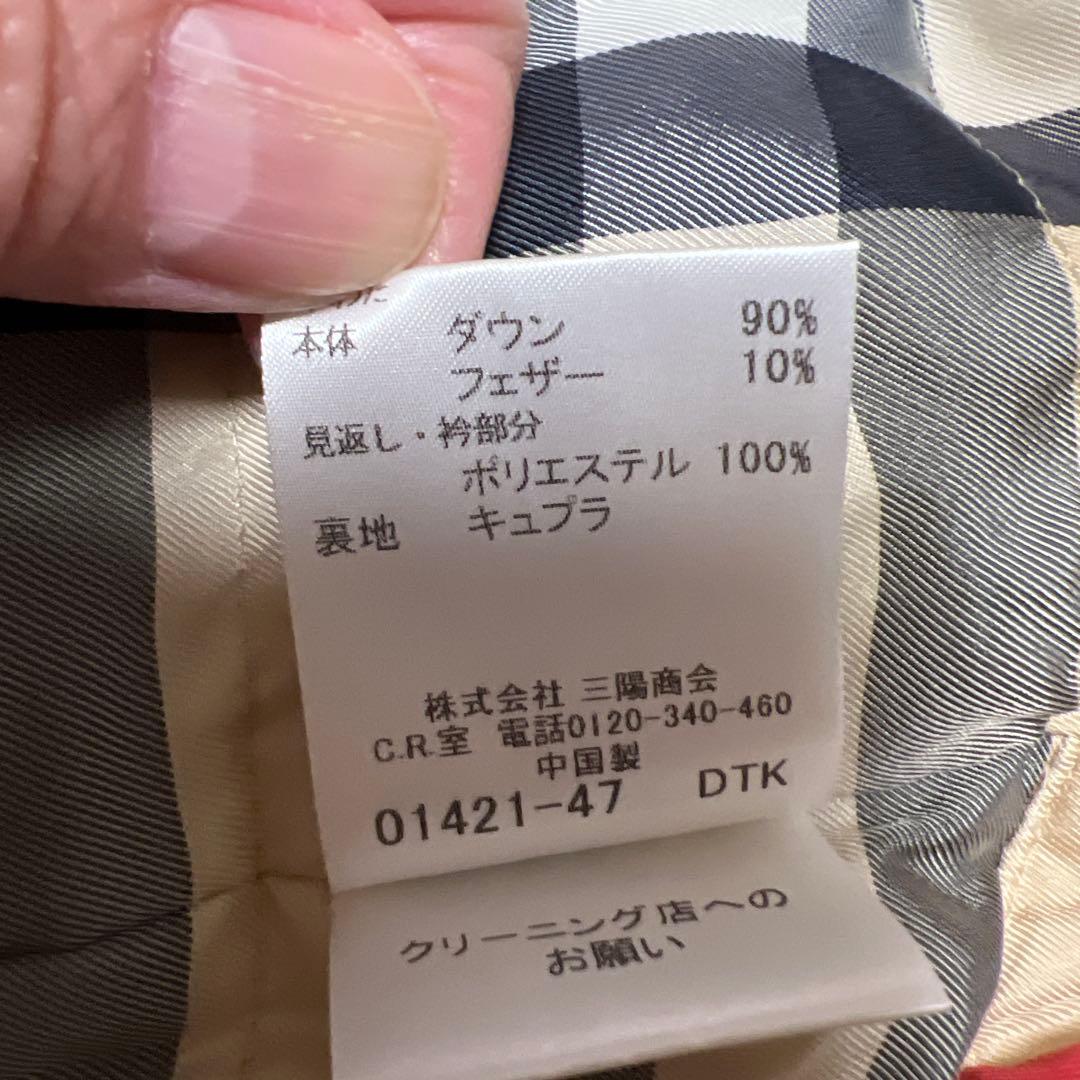 本体 ダウン 90%
フェザー 10%
見返し・衿部分
ポリエステル 100%
裏地 キュプラ
株式会社 三陽商会
C.R.室 電話0120-340-460
中国製
01421-47 DTK
クリーニング店への
お願い